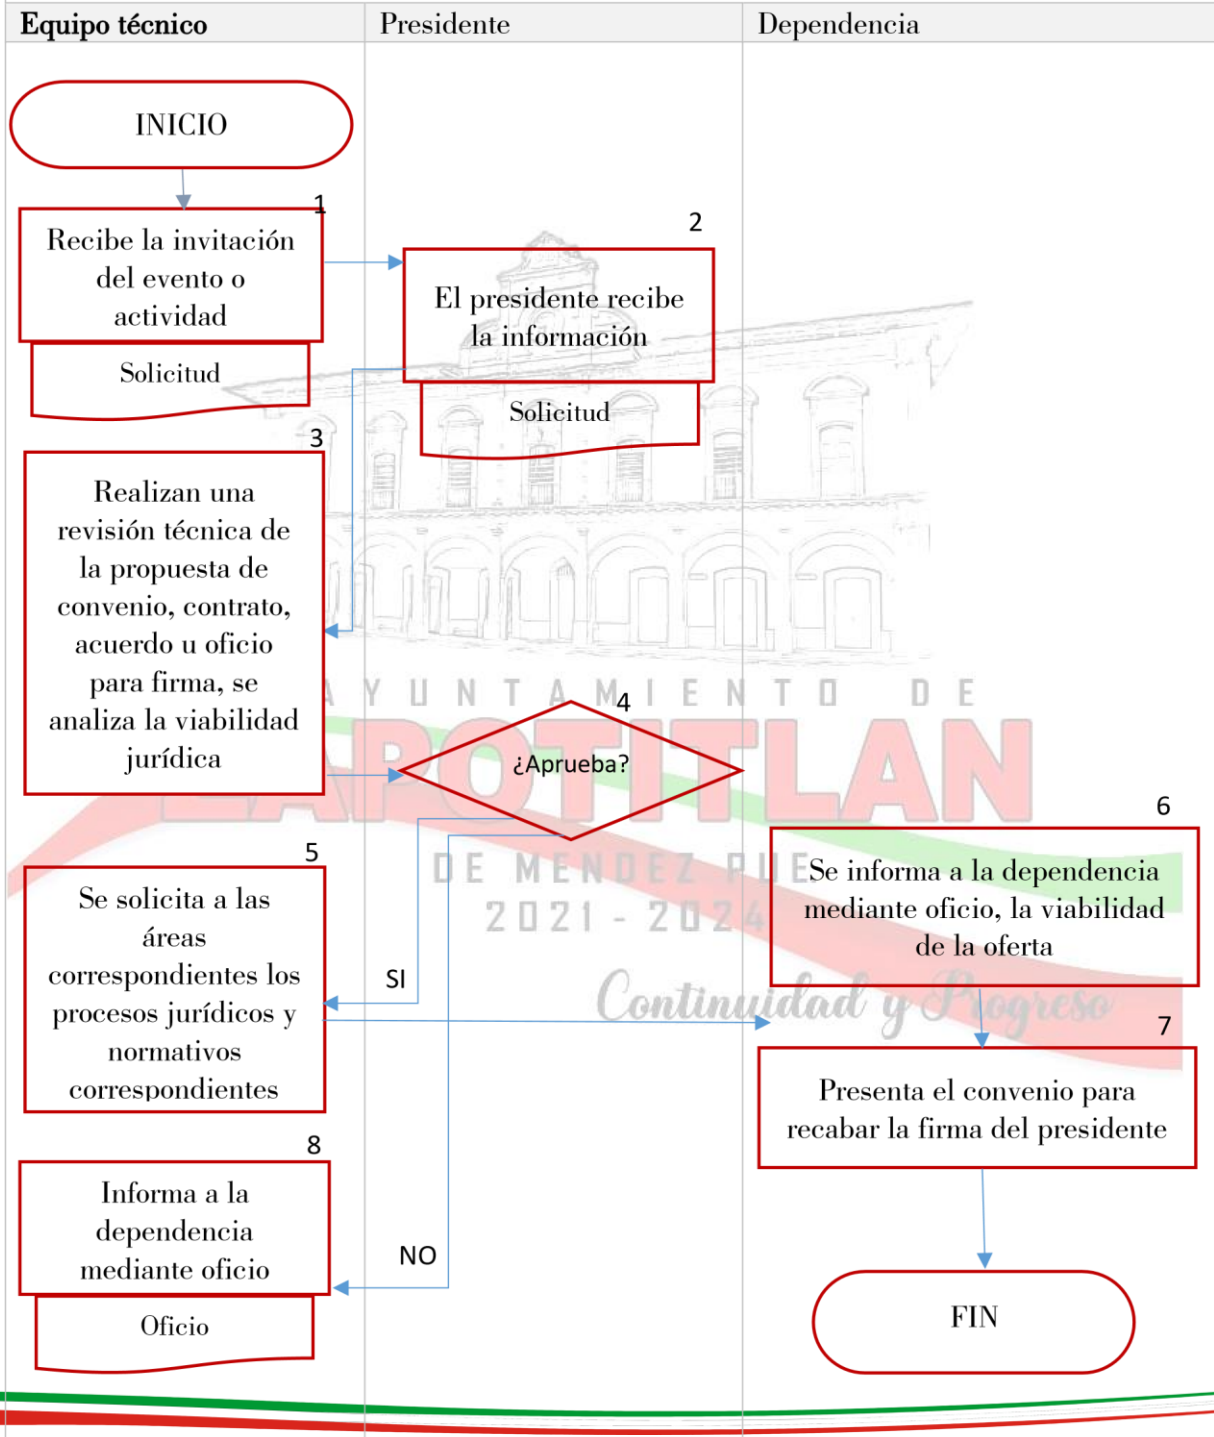 Equipo técnico
Presidente
Dependencia
INICIO
1
Recibe la invitación
del evento o
actividad
Solicitud
2
El presidente recibe
la información
Solicitud
3
Realizan una
revisión técnica de
la propuesta de
convenio, contrato,
acuerdo u oficio
para firma, se
analiza la viabilidad
jurídica
AYUNTAMIENTO DE
ZAPOTITLAN
DE MENDEZ PUE.
2021 - 2024
Continuidad y Progreso
4
¿Aprueba?
5
Se solicita a las
áreas
correspondientes los
procesos jurídicos y
normativos
correspondientes
SI
6
Se informa a la dependencia
mediante oficio, la viabilidad
de la oferta
7
Presenta el convenio para
recabar la firma del presidente
8
Informa a la
dependencia
mediante oficio
Oficio
NO
FIN